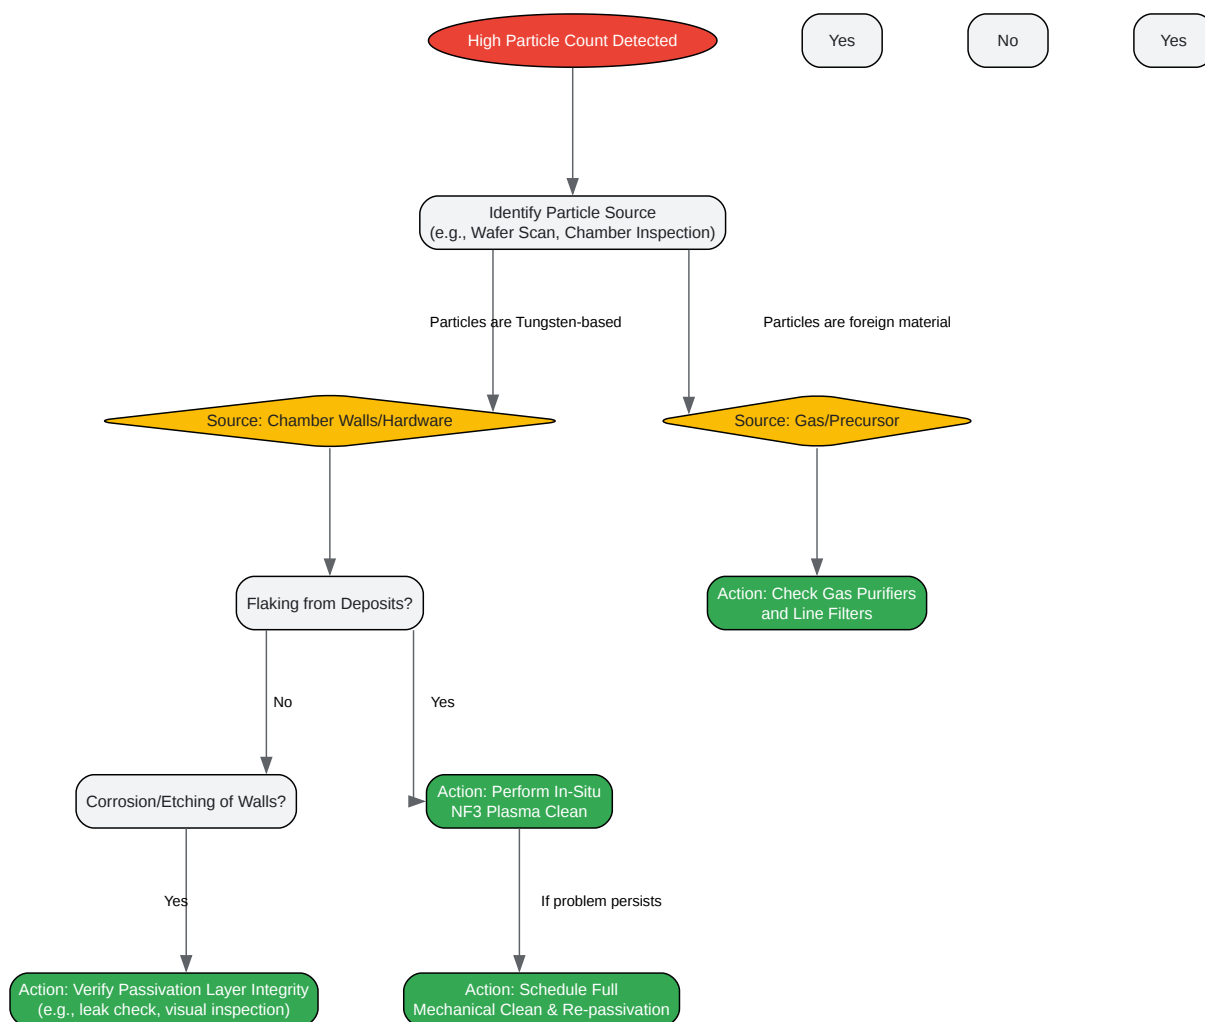 High Particle Count Detected
Yes
No
Yes
Identify Particle Source
(e.g., Wafer Scan, Chamber Inspection)
Particles are Tungsten-based
Particles are foreign material
Source: Chamber Walls/Hardware
Source: Gas/Precursor
Flaking from Deposits?
Action: Check Gas Purifiers
and Line Filters
No
Yes
Corrosion/Etching of Walls?
Action: Perform In-Situ
NF3 Plasma Clean
Yes
If problem persists
Action: Verify Passivation Layer Integrity
(e.g., leak check, visual inspection)
Action: Schedule Full
Mechanical Clean & Re-passivation